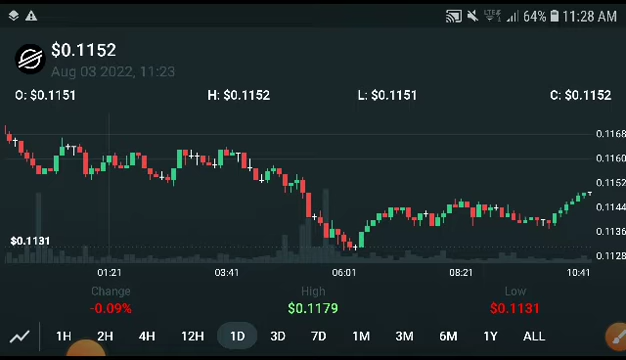 64% 11:28 AM
$0.1152
Aug 03 2022, 11:23
O: $0.1151 H: $0.1152 L: $0.1151 C: $0.1152
0.1168
0.1160
0.1152
0.1144
0.1136
0.1128
$0.1131
01:21 03:41 06:01 08:21 10:41
Change High Low
-0.09% $0.1179 $0.1131
1H 2H 4H 12H 1D 3D 7D 1M 3M 6M 1Y ALL